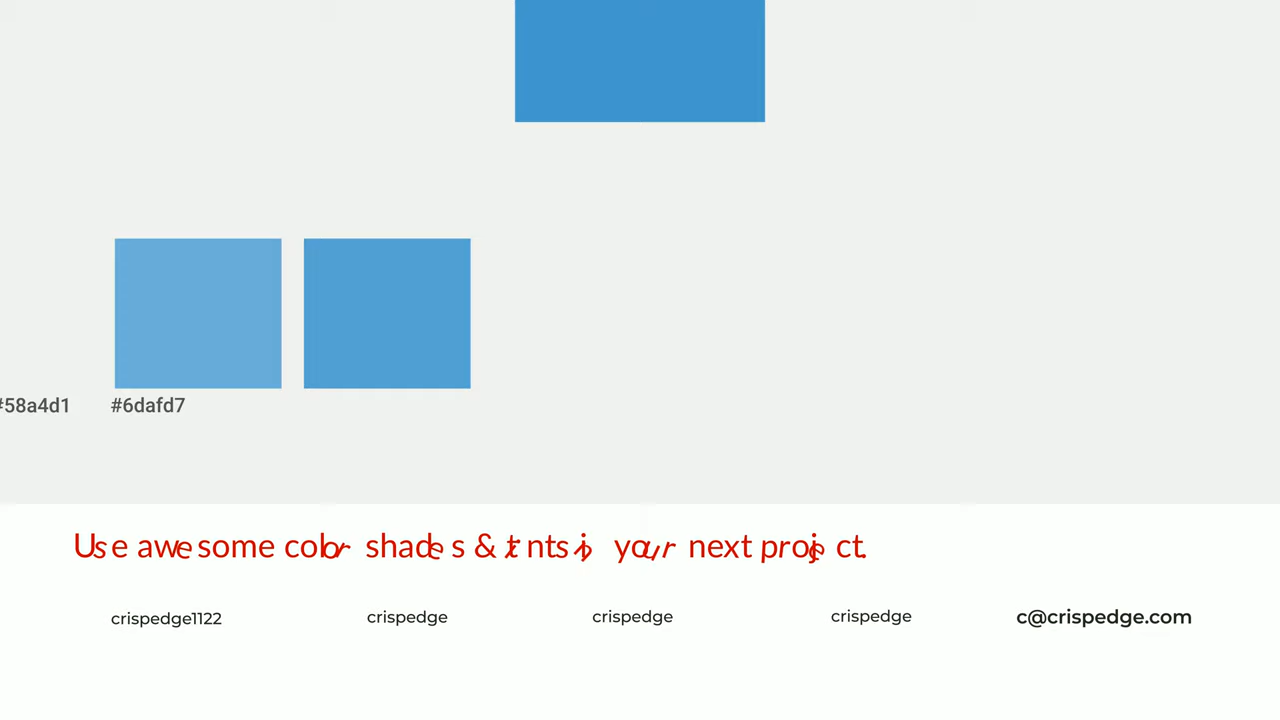 #58a4d1 #6dafd7
Use awesome color shades & tints in your next project.
crispedge1122 crispedge crispedge crispedge c@crispedge.com